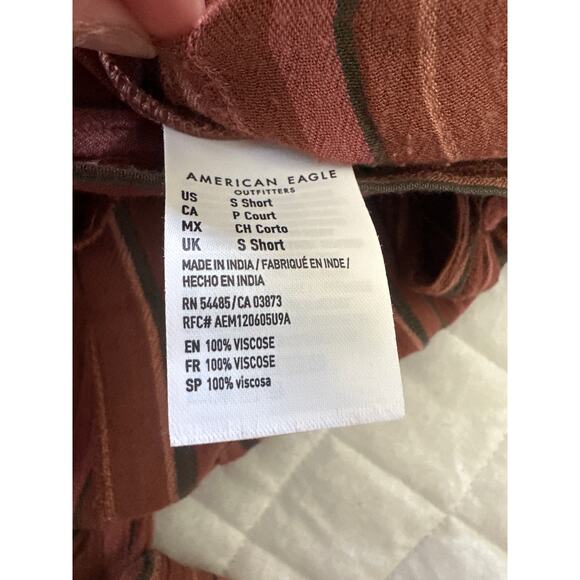 AMERICAN EAGLE
OUTFITTERS
US S Short
CA P Court
MX CH Corto
UK S Short
MADE IN INDIA / FABRIQUÉ EN INDE /
HECHO EN INDIA
RN 54485 / CA 03873
RFC# AEM120605U9A
EN 100% VISCOSE
FR 100% VISCOSE
SP 100% viscosa